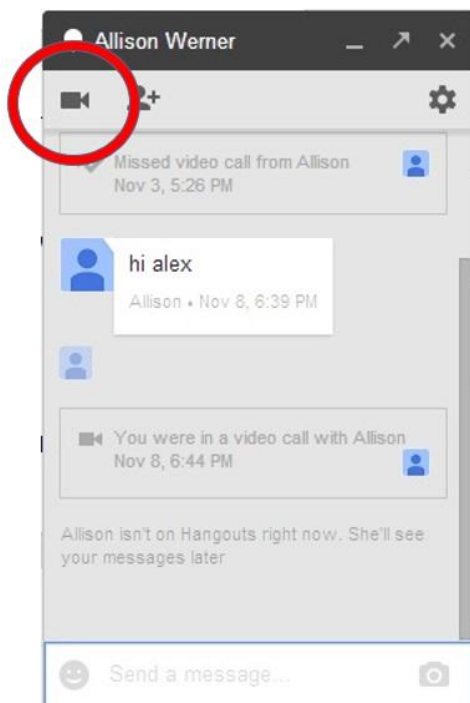 Allison Werner
Missed video call from Allison
Nov 3, 5:26 PM
hi alex
Allison • Nov 8, 6:39 PM
You were in a video call with Allison
Nov 8, 6:44 PM
Allison isn't on Hangouts right now. She'll see
your messages later
Send a message...